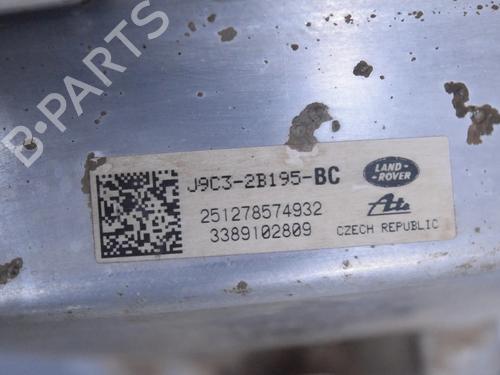 B-PARTS
J9C3-2B195-BC
LAND-
ROVER
251278574932
Ate
3389102809
CZECH REPUBLIC